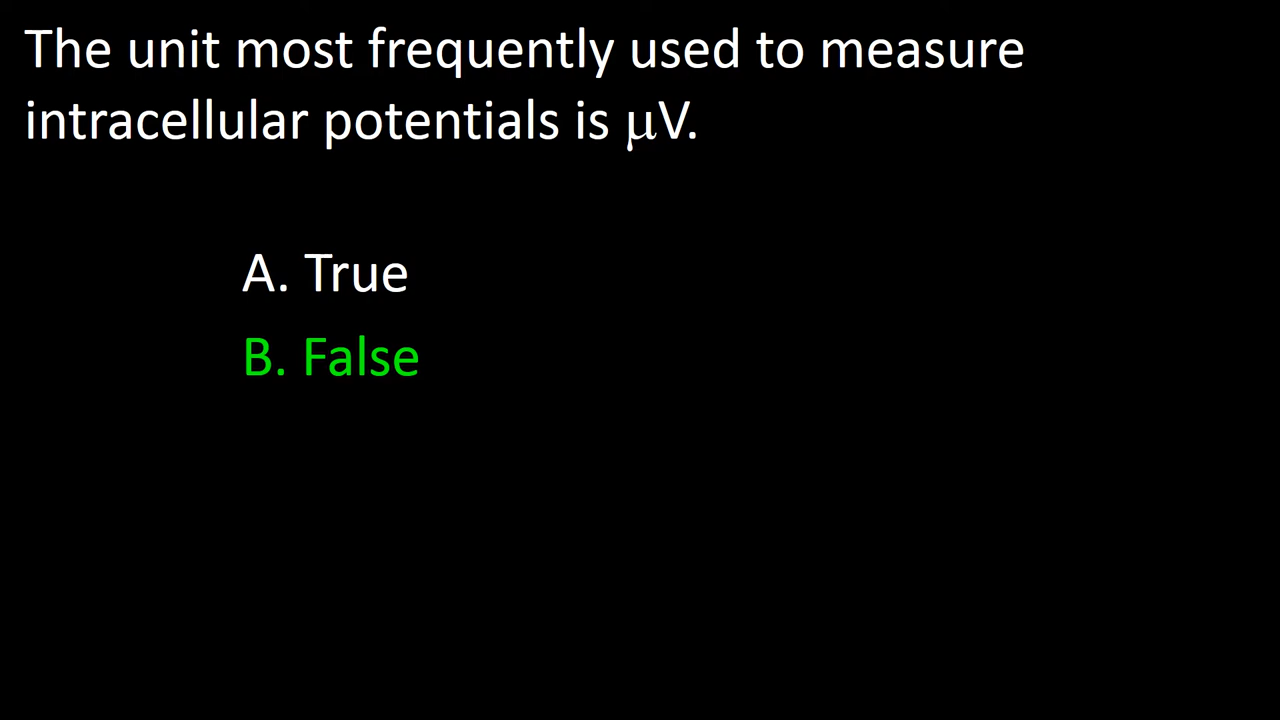 The unit most frequently used to measure
intracellular potentials is μV.
A. True
B. False